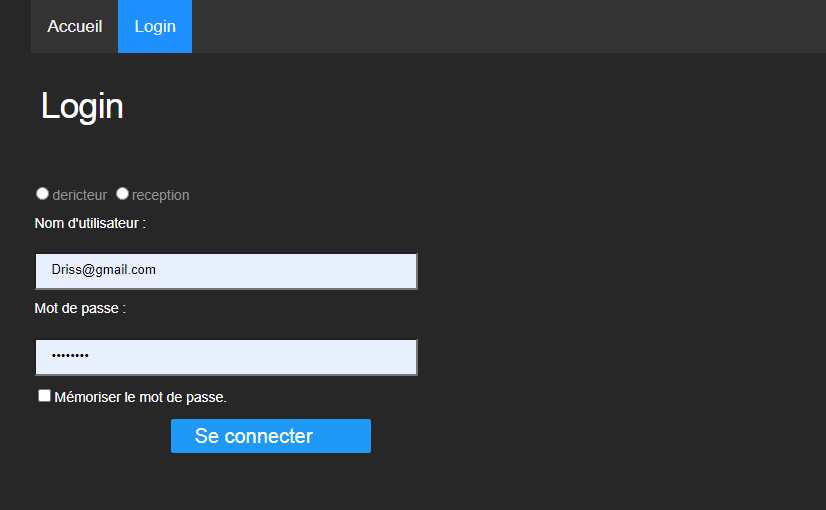 Accueil Login
Login
dericteur reception
Nom d'utilisateur :
Driss@gmail.com
Mot de passe :
••••••••
Mémoriser le mot de passe.
Se connecter